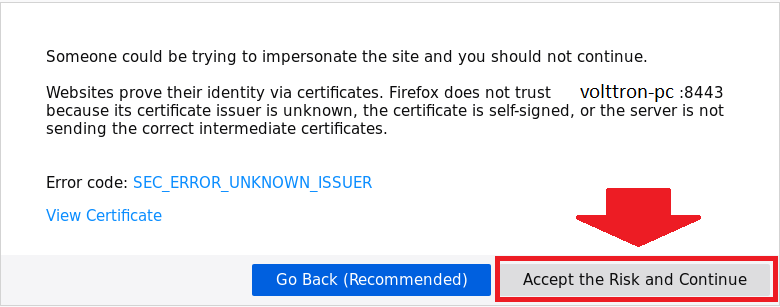 Someone could be trying to impersonate the site and you should not continue.
Websites prove their identity via certificates. Firefox does not trust volttron-pc :8443
because its certificate issuer is unknown, the certificate is self-signed, or the server is not
sending the correct intermediate certificates.
Error code: SEC_ERROR_UNKNOWN_ISSUER
View Certificate
Go Back (Recommended) Accept the Risk and Continue